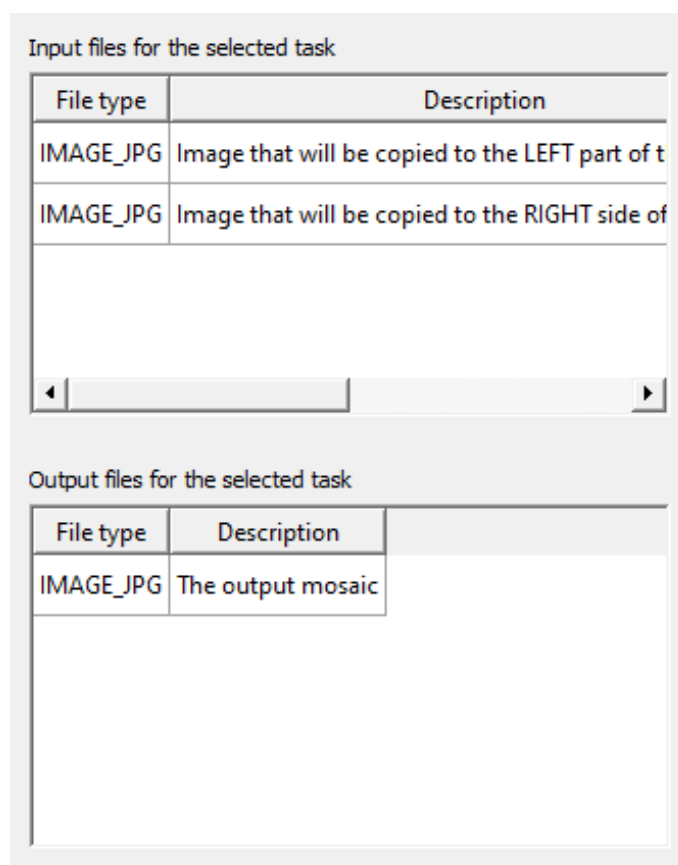 Input files for the selected task
File type Description
IMAGE_JPG Image that will be copied to the LEFT part of
IMAGE_JPG Image that will be copied to the RIGHT side of
Output files for the selected task
File type Description
IMAGE_JPG The output mosaic